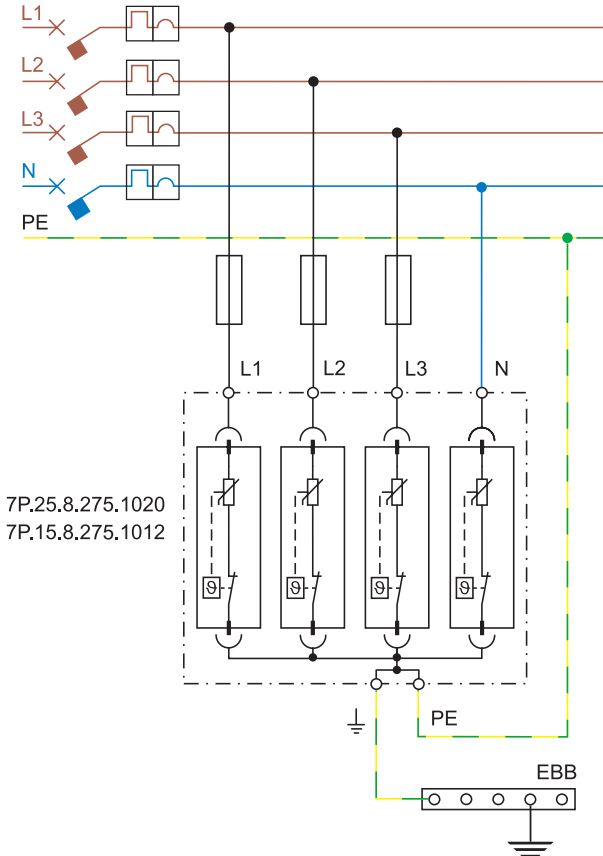 L1
L2
L3
N
PE
L1 L2 L3 N
7P.25.8.275.1020
7P.15.8.275.1012
ϑ ϑ ϑ ϑ
PE
EBB